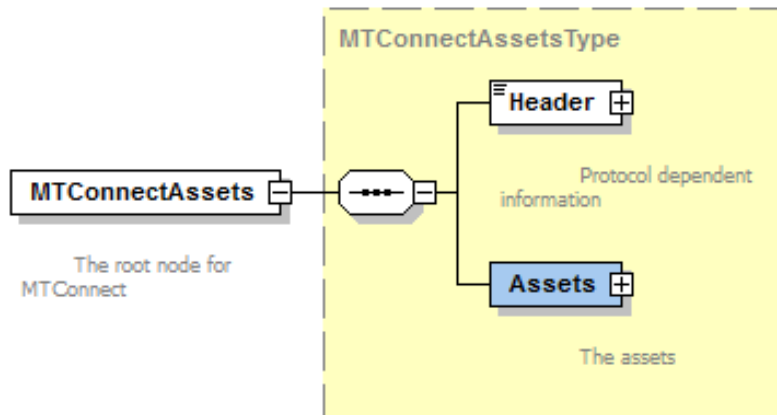 MTConnectAssetsType
Header
Protocol dependent
information
MTConnectAssets
The root node for
MTConnect
Assets
The assets